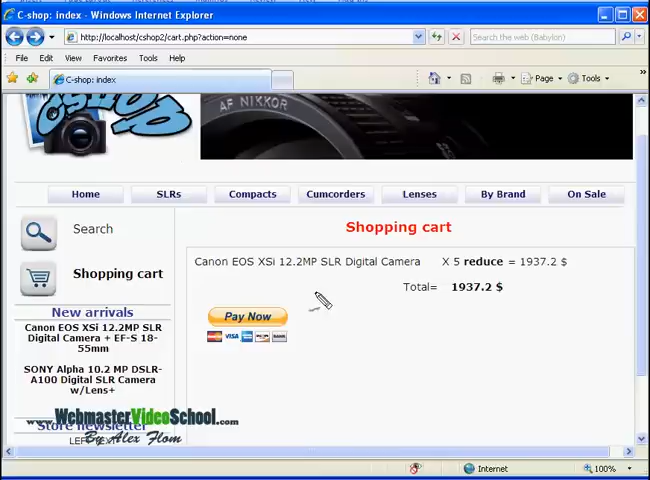 C-shop: index - Windows Internet Explorer
http://localhost/cshop2/cart.php?action=none
Search the web (Babylon)
File Edit View Favorites Tools Help
C-shop: index
Page Tools
cshop
AF NIKKOR
Home SLRs Compacts Cumcorders Lenses By Brand On Sale
Search
Shopping cart
Shopping cart
Canon EOS XSi 12.2MP SLR Digital Camera X 5 reduce = 1937.2 $
Total= 1937.2 $
Pay Now
VISA
BANK
New arrivals
Canon EOS XSi 12.2MP SLR
Digital Camera + EF-S 18-
55mm
SONY Alpha 10.2 MP DSLR-
A100 Digital SLR Camera
w/Lens+
www.WebmasterVideoSchool.com
Store newsletter
By Alex Flom
Internet 100%